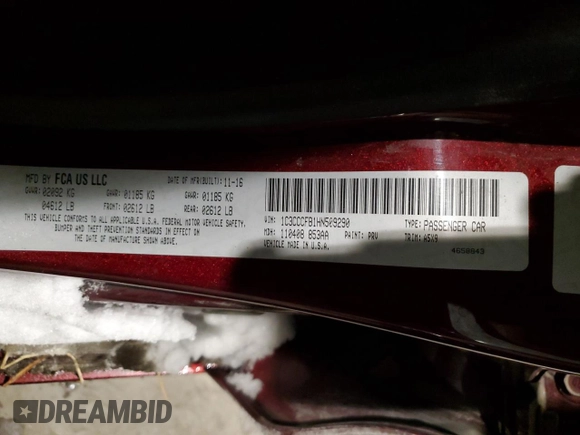 MFD BY FCA US LLC DATE OF MFR(BUILT): 11-16
GVWR: 02092 KG GAWR: 01185 KG GAWR: 01185 KG
04612 LB FRONT: 02612 LB REAR: 02612 LB
THIS VEHICLE CONFORMS TO ALL APPLICABLE U.S.A. FEDERAL MOTOR VEHICLE SAFETY,
BUMPER AND THEFT PREVENTION STANDARDS IN EFFECT ON
THE DATE OF MANUFACTURE SHOWN ABOVE.
VIN: 1C3CCCFB1HN509290 TYPE: PASSENGER CAR
MDH: 110408 053AA PAINT: PRV TRIM: A5X9
VEHICLE MADE IN U.S.A. 4658943
DREAMBID